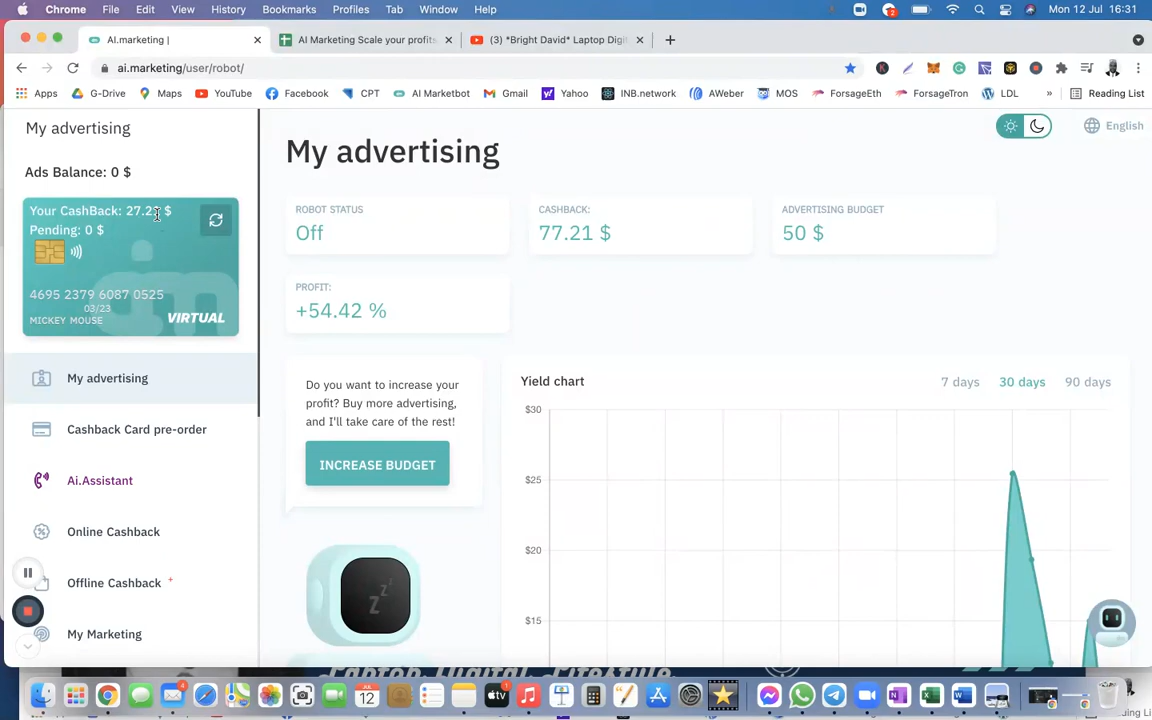 Chrome File Edit View History Bookmarks Profiles Tab Window Help
2
Mon 12 Jul 16:31
AI.marketing |
AI Marketing Scale your profits
(3) *Bright David* Laptop Digi
ai.marketing/user/robot/
Apps G-Drive Maps YouTube Facebook CPT AI Marketbot Gmail Yahoo INB.network AWeber MOS ForsageEth ForsageTron LDL » Reading List
My advertising
Ads Balance: 0 $
Your CashBack: 27.21 $
Pending: 0 $
4695 2379 6087 0525
03/23
MICKEY MOUSE
VIRTUAL
My advertising
Cashback Card pre-order
Ai.Assistant
Online Cashback
Offline Cashback *
My Marketing
English
My advertising
ROBOT STATUS
Off
CASHBACK:
77.21 $
ADVERTISING BUDGET
50 $
PROFIT:
+54.42 %
Do you want to increase your
profit? Buy more advertising,
and I'll take care of the rest!
INCREASE BUDGET
z z z
Yield chart
7 days 30 days 90 days
$30
$25
$20
$15
Laptop Digital Lifestyle